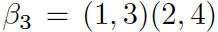 β₃ = (1, 3)(2, 4)